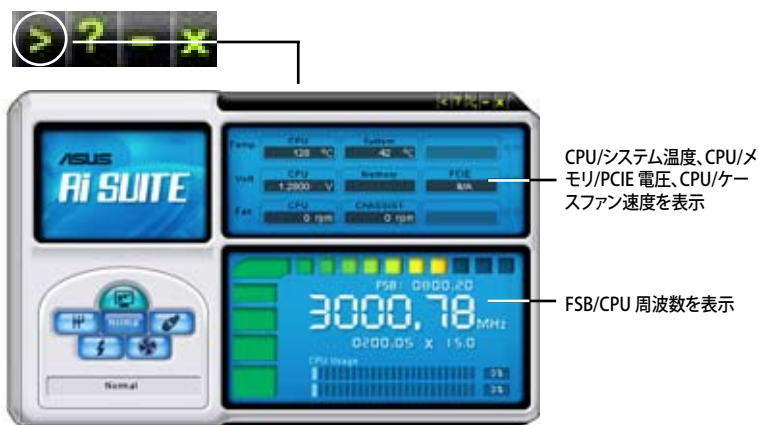 > ? - x
< ? - x
ASUS
Ai SUITE
Temp. CPU System
128 ºC 42 ºC
Volt CPU Memory PCIE
1.2800 V N/A
Fan CPU CHASSIS1
0 rpm 0 rpm
CPU/システム温度、CPU/メ
モリ/PCIE 電圧、CPU/ケー
スファン速度を表示
FSB: 0800.20
3000.78 MHz
0200.05 x 15.0
CPU Usage
3%
3%
FSB/CPU 周波数を表示
Normal
Normal